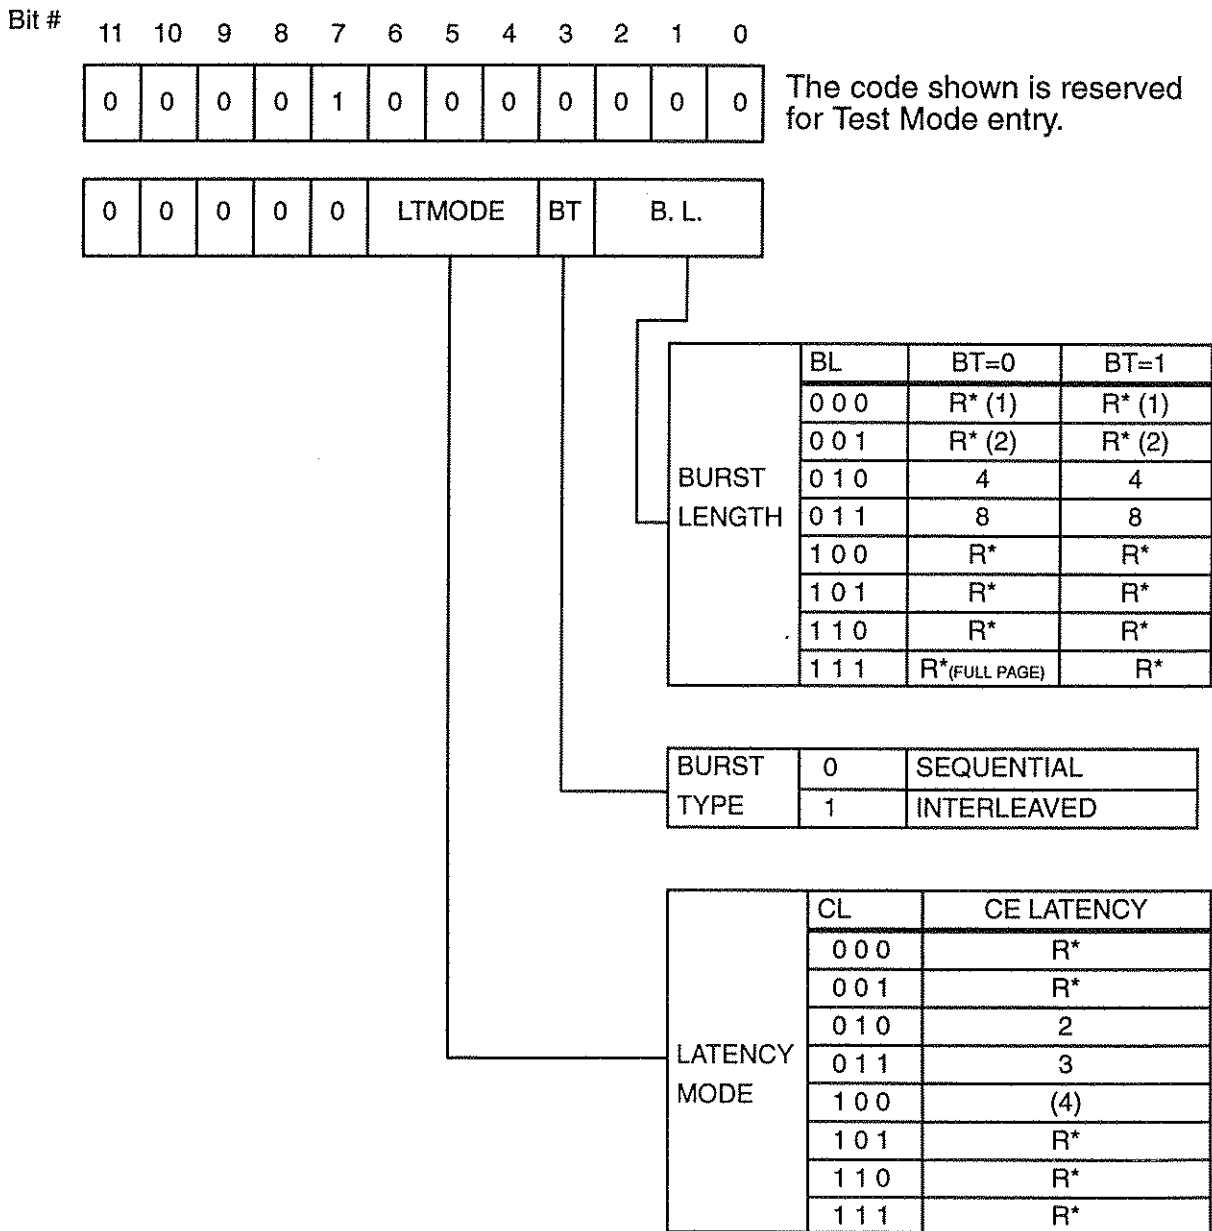 Bit # 11 10 9 8 7 6 5 4 3 2 1 0
0 0 0 0 1 0 0 0 0 0 0 0
The code shown is reserved
for Test Mode entry.
0 0 0 0 0 LTMODE BT B. L.
BURST
LENGTH
BL BT=0 BT=1
0 0 0 R* (1) R* (1)
0 0 1 R* (2) R* (2)
0 1 0 4 4
0 1 1 8 8
1 0 0 R* R*
1 0 1 R* R*
1 1 0 R* R*
1 1 1 R*(FULL PAGE) R*
BURST
TYPE
0 SEQUENTIAL
1 INTERLEAVED
LATENCY
MODE
CL CE LATENCY
0 0 0 R*
0 0 1 R*
0 1 0 2
0 1 1 3
1 0 0 (4)
1 0 1 R*
1 1 0 R*
1 1 1 R*